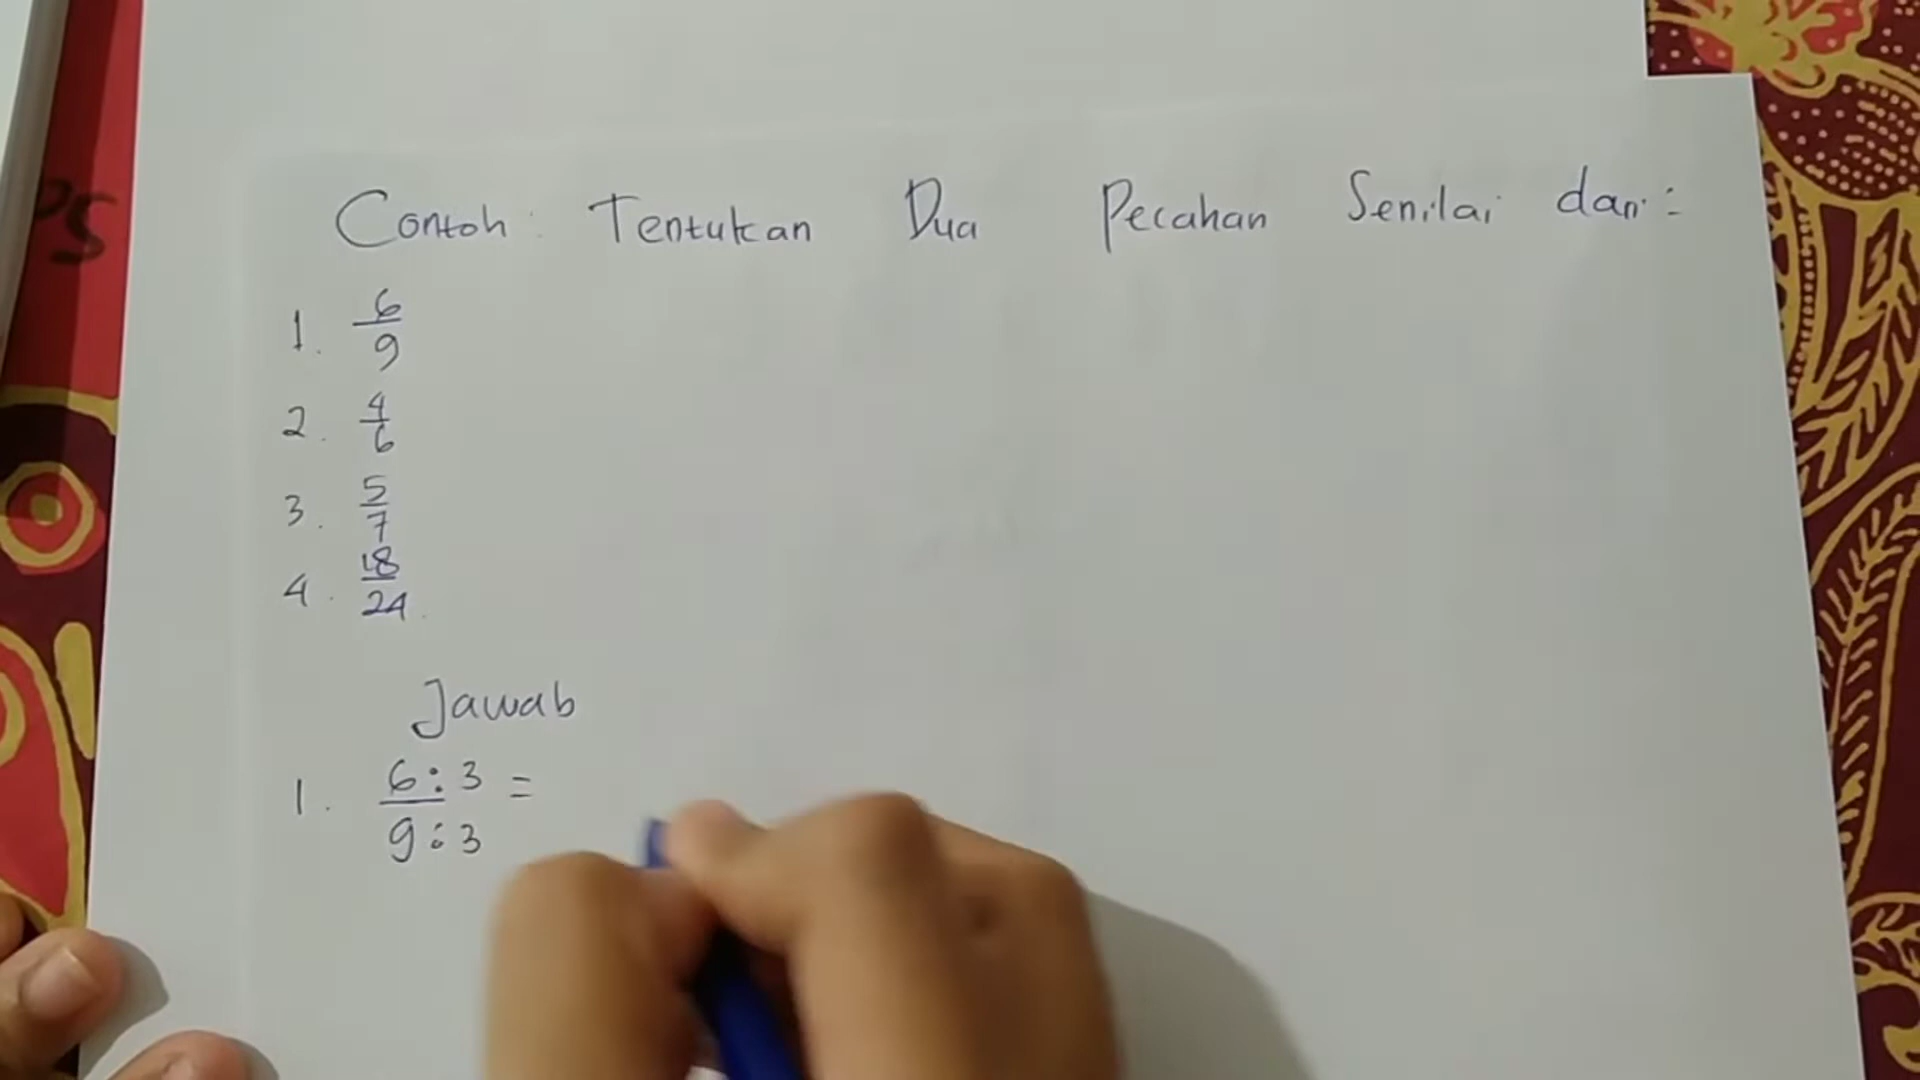 Contoh : Tentukan Dua Pecahan Senilai dari :
1. 6/9
2. 4/6
3. 5/7
4. 18/24.
Jawab
1. 6:3 =
9:3